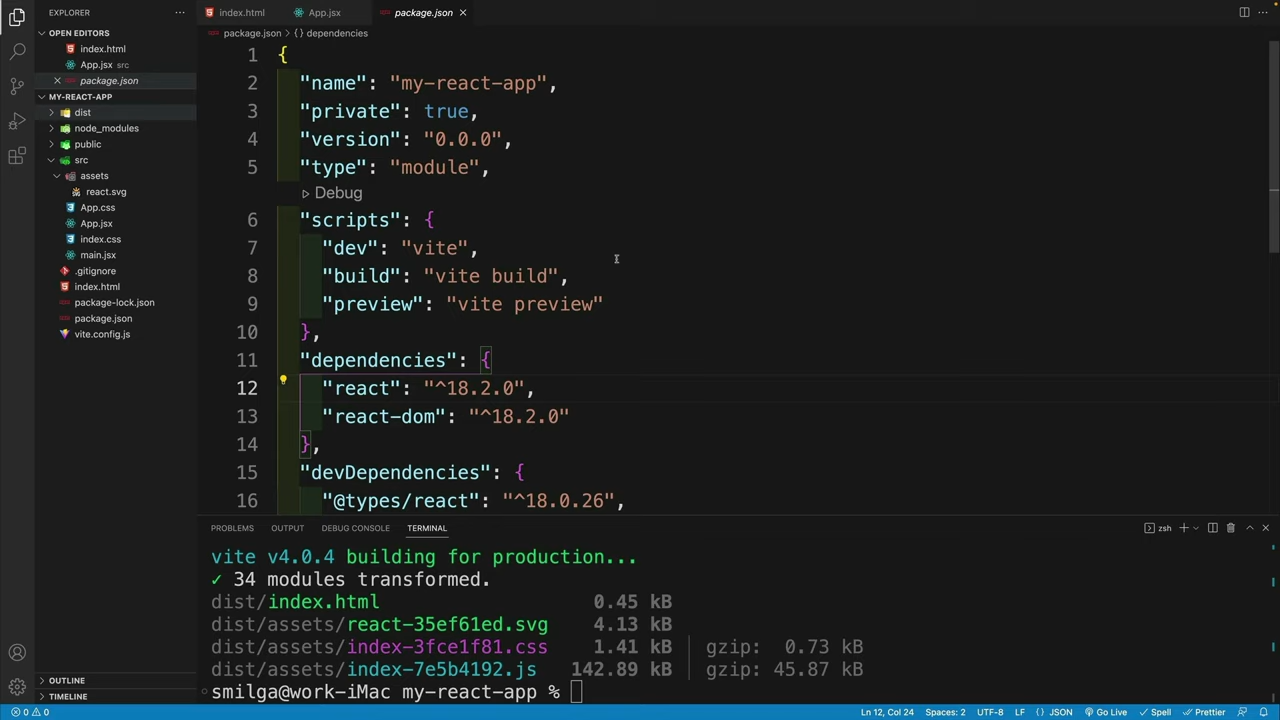 EXPLORER
OPEN EDITORS
index.html
App.jsx src
package.json
MY-REACT-APP
dist
node_modules
public
src
assets
react.svg
App.css
App.jsx
index.css
main.jsx
.gitignore
index.html
package-lock.json
package.json
vite.config.js
OUTLINE
TIMELINE
index.html App.jsx package.json
package.json > {} dependencies
1 {
2 "name": "my-react-app",
3 "private": true,
4 "version": "0.0.0",
5 "type": "module",
Debug
6 "scripts": {
7 "dev": "vite",
8 "build": "vite build",
9 "preview": "vite preview"
10 },
11 "dependencies": {
12 "react": "^18.2.0",
13 "react-dom": "^18.2.0"
14 },
15 "devDependencies": {
16 "@types/react": "^18.0.26",
PROBLEMS OUTPUT DEBUG CONSOLE TERMINAL zsh
vite v4.0.4 building for production...
✓ 34 modules transformed.
dist/index.html 0.45 kB
dist/assets/react-35ef61ed.svg 4.13 kB
dist/assets/index-3fce1f81.css 1.41 kB │ gzip: 0.73 kB
dist/assets/index-7e5b4192.js 142.89 kB │ gzip: 45.87 kB
smilga@work-iMac my-react-app %
0 0 Ln 12, Col 24 Spaces: 2 UTF-8 LF {} JSON Go Live Spell Prettier